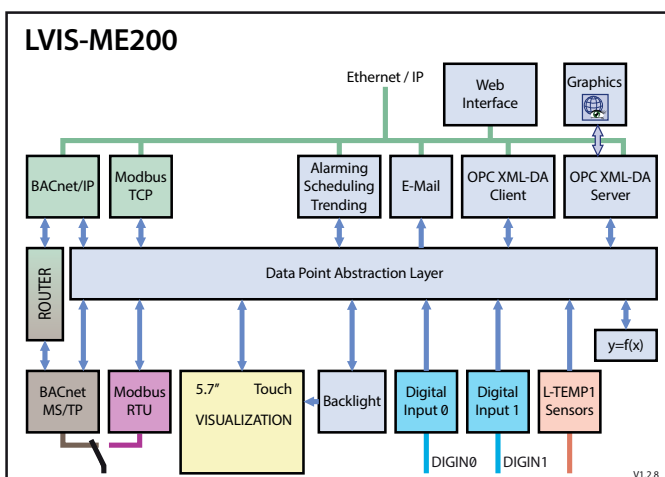 LVIS-ME200
Ethernet / IP
Web
Interface
Graphics
BACnet/IP
Modbus
TCP
Alarming
Scheduling
Trending
E-Mail
OPC XML-DA
Client
OPC XML-DA
Server
ROUTER
Data Point Abstraction Layer
y=f(x)
BACnet
MS/TP
Modbus
RTU
5.7″ Touch
VISUALIZATION
Backlight
Digital
Input 0
Digital
Input 1
L-TEMP1
Sensors
DIGIN0
DIGIN1
V1.2.8